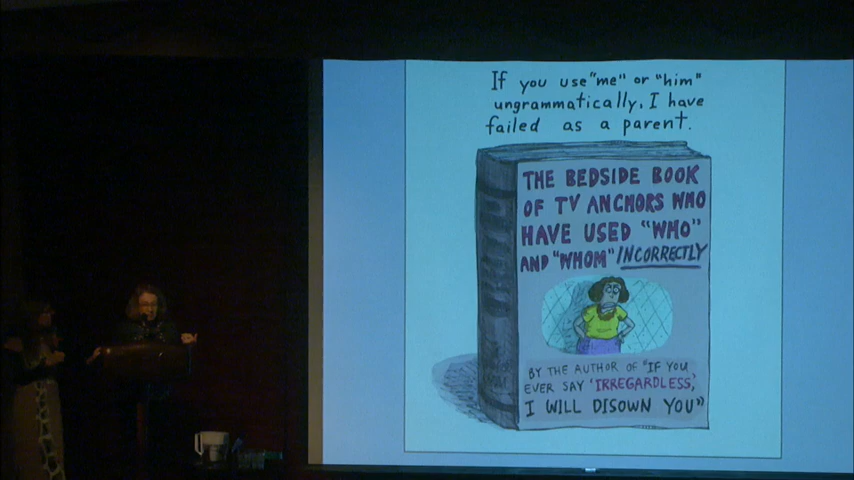 If you use "me" or "him"
ungrammatically, I have
failed as a parent.
THE BEDSIDE BOOK
OF TV ANCHORS WHO
HAVE USED "WHO"
AND "WHOM" INCORRECTLY
BY THE AUTHOR OF "IF YOU
EVER SAY 'IRREGARDLESS,'
I WILL DISOWN YOU"